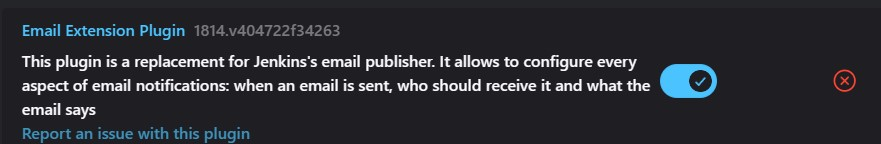 Email Extension Plugin 1814.v404722f34263
This plugin is a replacement for Jenkins's email publisher. It allows to configure every
aspect of email notifications: when an email is sent, who should receive it and what the
email says
Report an issue with this plugin